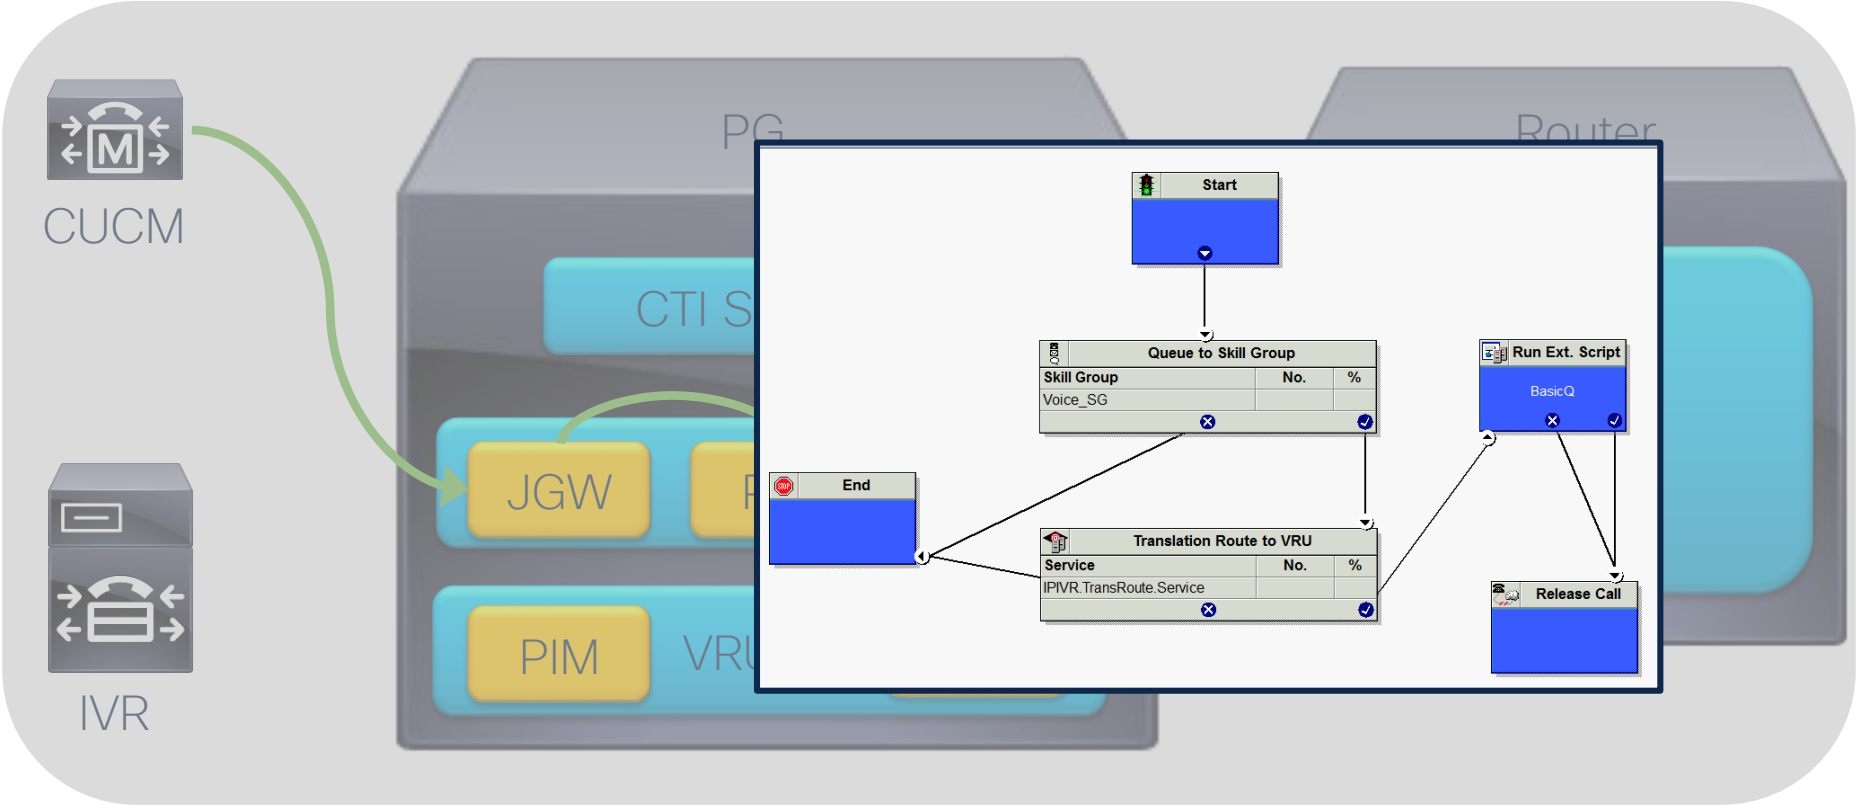 CUCM
IVR
PG
Router
CTI S
JGW
PIM
VRU
M
Start
Queue to Skill Group
Skill Group No. %
Voice_SG
Run Ext. Script
BasicQ
STOP End
Translation Route to VRU
Service No. %
IPIVR.TransRoute.Service
Release Call